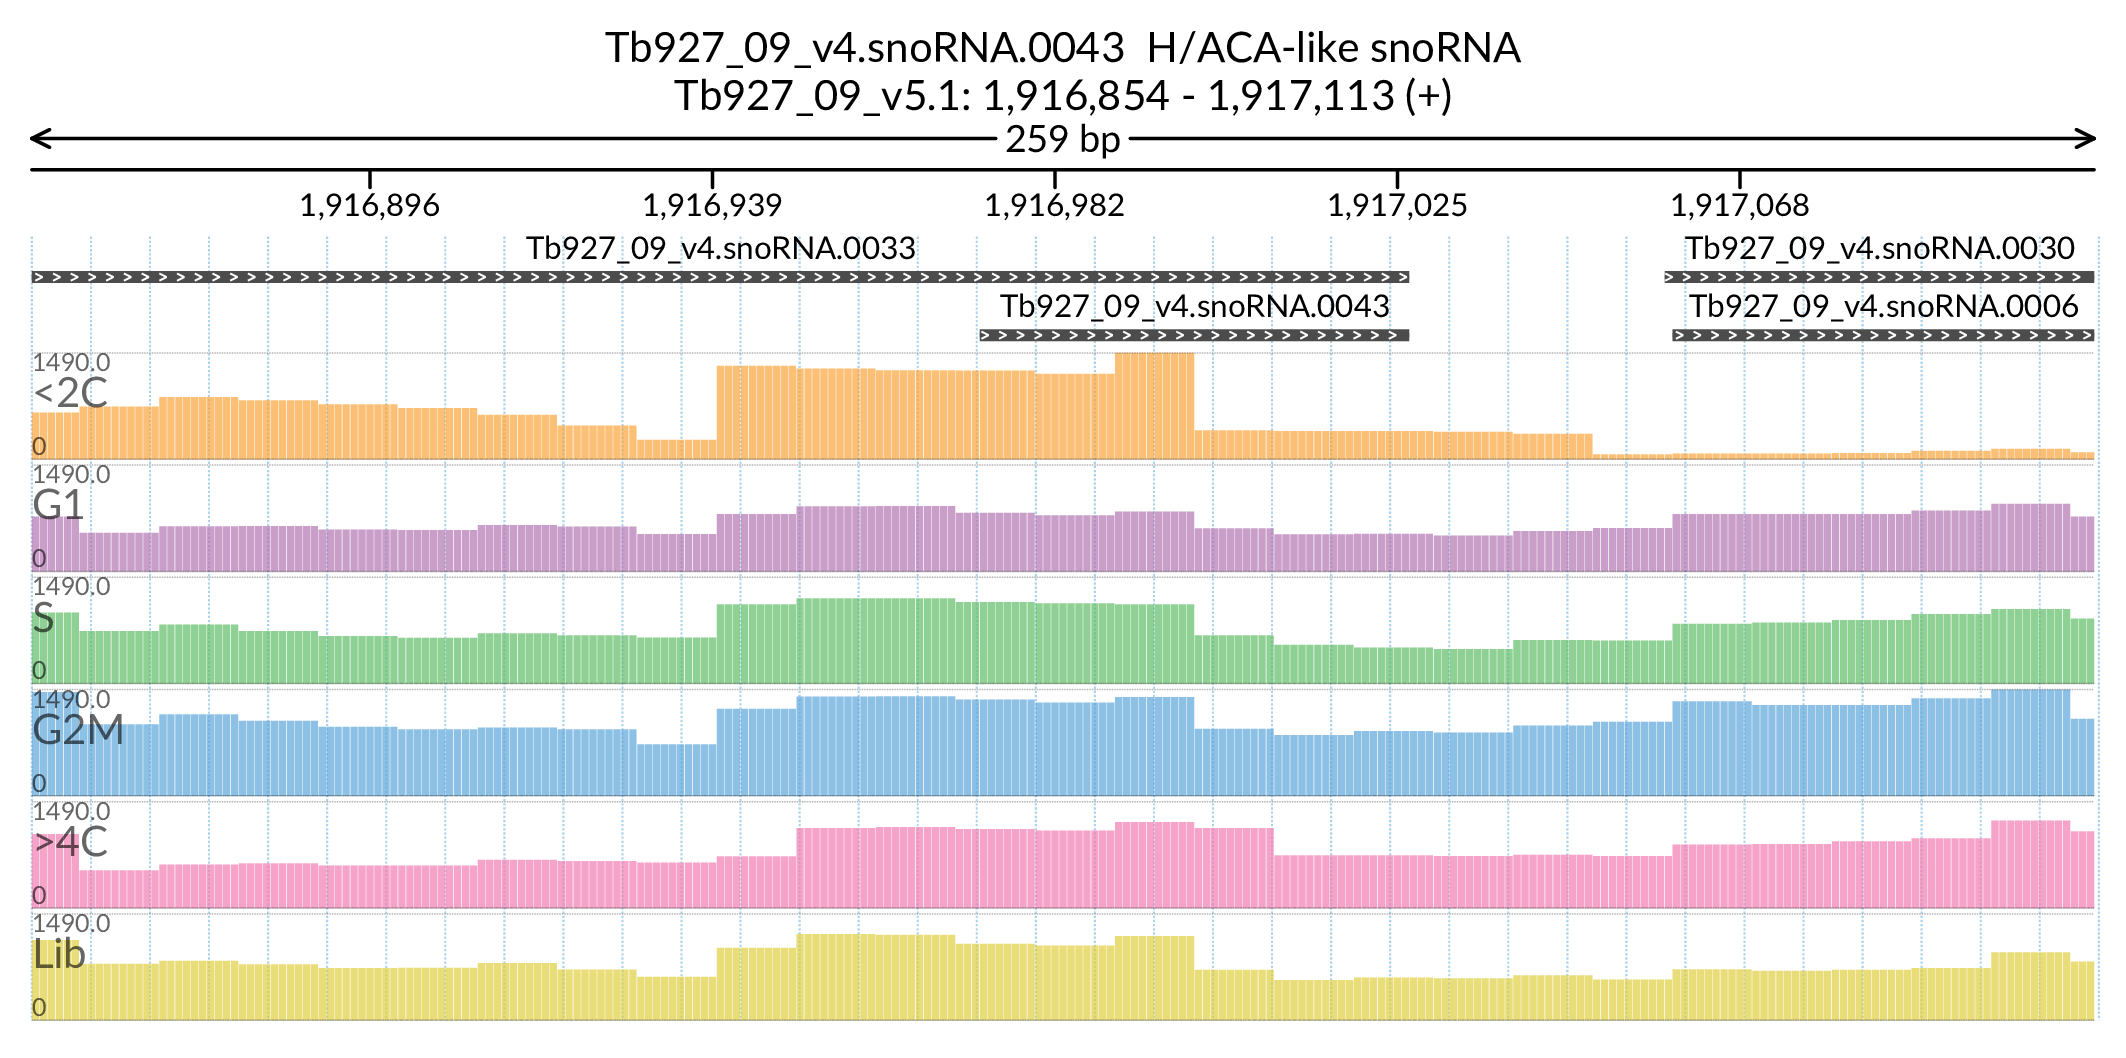 Tb927_09_v4.snoRNA.0043 H/ACA-like snoRNA
Tb927_09_v5.1: 1,916,854 - 1,917,113 (+)
259 bp
1,916,896 1,916,939 1,916,982 1,917,025 1,917,068
Tb927_09_v4.snoRNA.0033 Tb927_09_v4.snoRNA.0030
Tb927_09_v4.snoRNA.0043 Tb927_09_v4.snoRNA.0006
1490.0
<2C
0
1490.0
G1
0
1490.0
S
0
1490.0
G2M
0
1490.0
>4C
0
1490.0
Lib
0